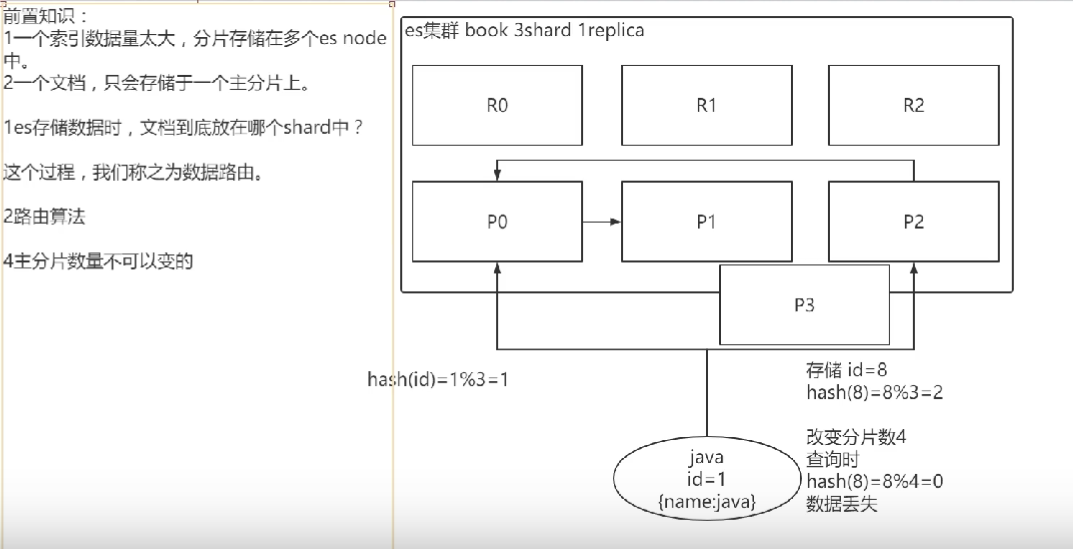 前置知识：
1一个索引数据量太大，分片存储在多个es node
中。
2一个文档，只会存储于一个主分片上。
1es存储数据时，文档到底放在哪个shard中？
这个过程，我们称之为数据路由。
2路由算法
4主分片数量不可以变的
es集群 book 3shard 1replica
R0
R1
R2
P0
P1
P2
P3
hash(id)=1%3=1
存储 id=8
hash(8)=8%3=2
改变分片数4
查询时
hash(8)=8%4=0
数据丢失
java
id=1
{name:java}